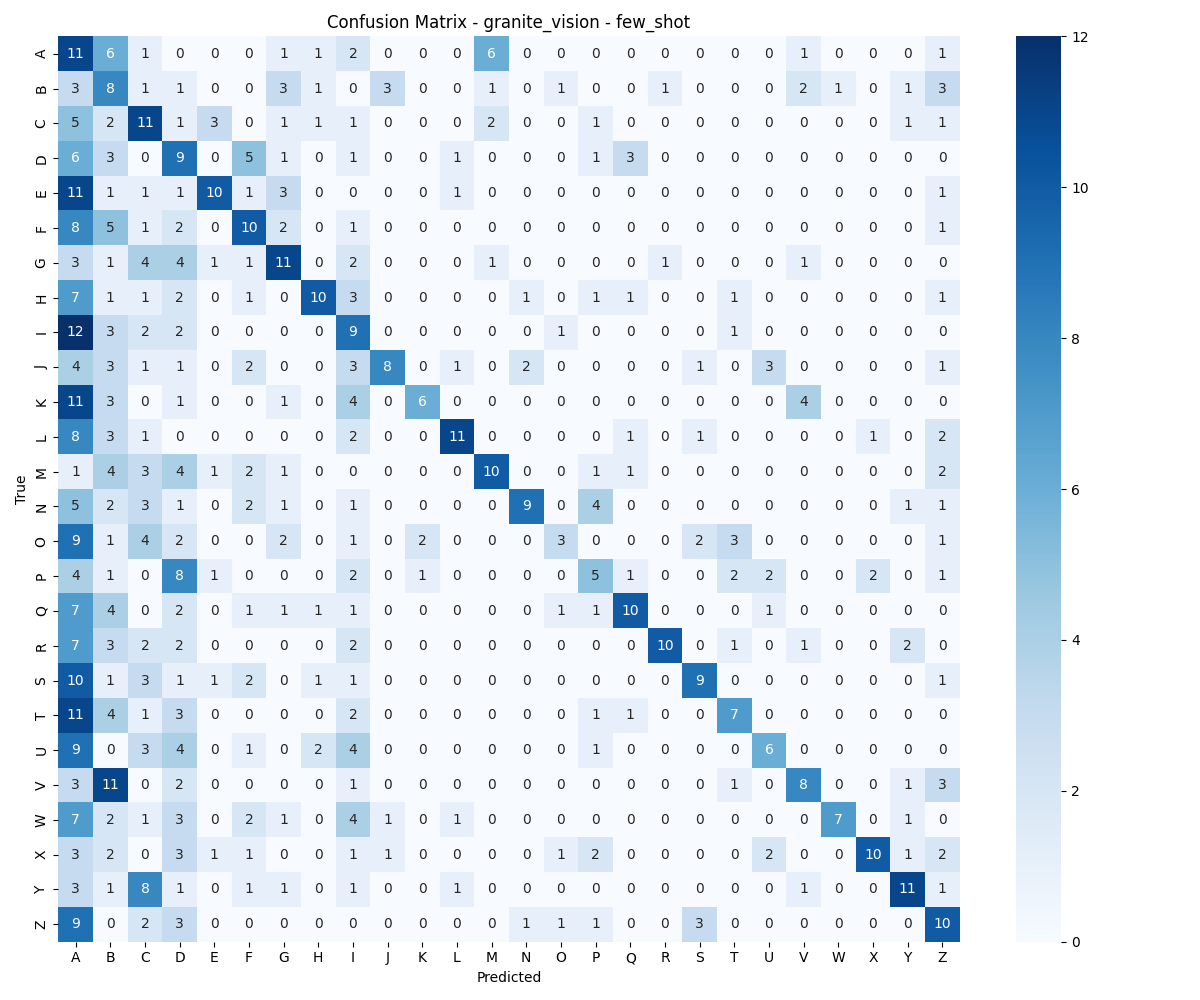 Confusion Matrix - granite_vision - few_shot
A 11 6 1 0 0 0 1 1 2 0 0 0 6 0 0 0 0 0 0 0 0 1 0 0 0 1
B 3 8 1 1 0 0 3 1 0 3 0 0 1 0 1 0 0 1 0 0 0 2 1 0 1 3
C 5 2 11 1 3 0 1 1 1 0 0 0 2 0 0 1 0 0 0 0 0 0 0 0 1 1
D 6 3 0 9 0 5 1 0 1 0 0 1 0 0 0 1 3 0 0 0 0 0 0 0 0 0
E 11 1 1 1 10 1 3 0 0 0 0 1 0 0 0 0 0 0 0 0 0 0 0 0 0 1
F 8 5 1 2 0 10 2 0 1 0 0 0 0 0 0 0 0 0 0 0 0 0 0 0 0 1
G 3 1 4 4 1 1 11 0 2 0 0 0 1 0 0 0 0 1 0 0 0 1 0 0 0 0
H 7 1 1 2 0 1 0 10 3 0 0 0 0 1 0 1 1 0 0 1 0 0 0 0 0 1
I 12 3 2 2 0 0 0 0 9 0 0 0 0 0 1 0 0 0 0 1 0 0 0 0 0 0
J 4 3 1 1 0 2 0 0 3 8 0 1 0 2 0 0 0 0 1 0 3 0 0 0 0 1
K 11 3 0 1 0 0 1 0 4 0 6 0 0 0 0 0 0 0 0 0 0 4 0 0 0 0
L 8 3 1 0 0 0 0 0 2 0 0 11 0 0 0 0 1 0 1 0 0 0 0 1 0 2
M 1 4 3 4 1 2 1 0 0 0 0 0 10 0 0 1 1 0 0 0 0 0 0 0 0 2
N 5 2 3 1 0 2 1 0 1 0 0 0 0 9 0 4 0 0 0 0 0 0 0 0 1 1
O 9 1 4 2 0 0 2 0 1 0 2 0 0 0 3 0 0 0 2 3 0 0 0 0 0 1
P 4 1 0 8 1 0 0 0 2 0 1 0 0 0 0 5 1 0 0 2 2 0 0 2 0 1
Q 7 4 0 2 0 1 1 1 1 0 0 0 0 0 1 1 10 0 0 0 1 0 0 0 0 0
R 7 3 2 2 0 0 0 0 2 0 0 0 0 0 0 0 0 10 0 1 0 1 0 0 2 0
S 10 1 3 1 1 2 0 1 1 0 0 0 0 0 0 0 0 0 9 0 0 0 0 0 0 1
T 11 4 1 3 0 0 0 0 2 0 0 0 0 0 0 1 1 0 0 7 0 0 0 0 0 0
U 9 0 3 4 0 1 0 2 4 0 0 0 0 0 0 1 0 0 0 0 6 0 0 0 0 0
V 3 11 0 2 0 0 0 0 1 0 0 0 0 0 0 0 0 0 0 1 0 8 0 0 1 3
W 7 2 1 3 0 2 1 0 4 1 0 1 0 0 0 0 0 0 0 0 0 0 7 0 1 0
X 3 2 0 3 1 1 0 0 1 1 0 0 0 0 1 2 0 0 0 0 2 0 0 10 1 2
Y 3 1 8 1 0 1 1 0 1 0 0 1 0 0 0 0 0 0 0 0 0 1 0 0 11 1
Z 9 0 2 3 0 0 0 0 0 0 0 0 0 1 1 1 0 0 3 0 0 0 0 0 0 10
A B C D E F G H I J K L M N O P Q R S T U V W X Y Z
Predicted
True
12
10
8
6
4
2
0